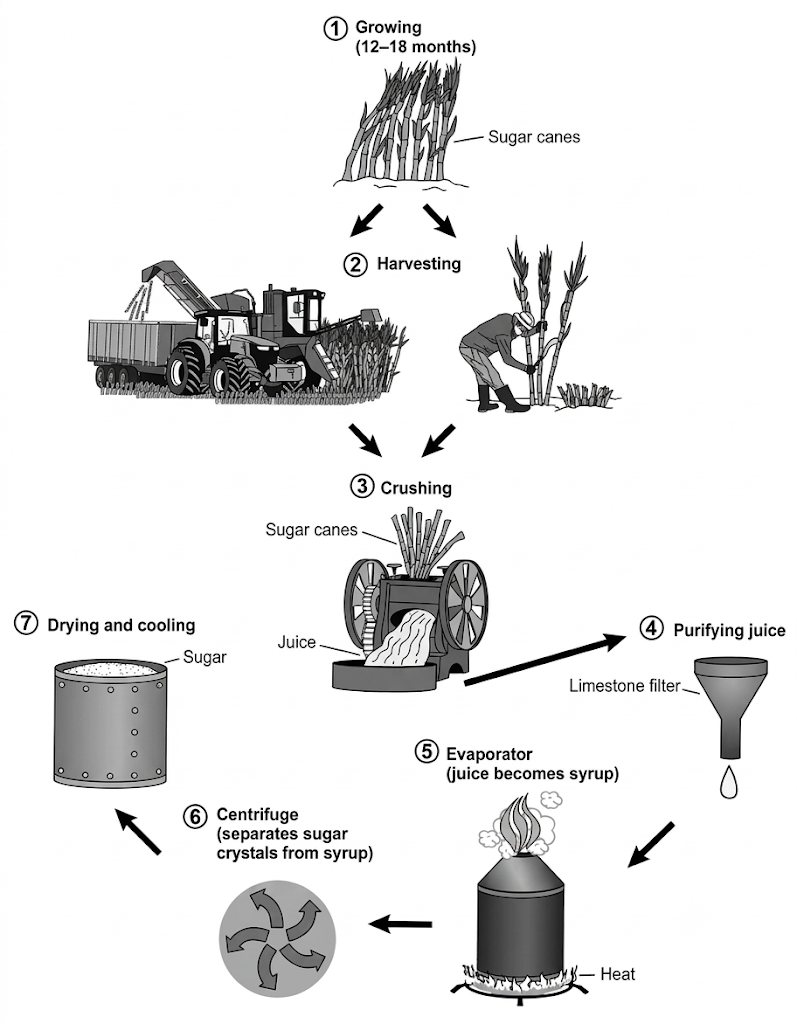 ① Growing
(12–18 months)
Sugar canes
② Harvesting
③ Crushing
Sugar canes
Juice
④ Purifying juice
Limestone filter
⑤ Evaporator
(juice becomes syrup)
Heat
⑥ Centrifuge
(separates sugar
crystals from syrup)
⑦ Drying and cooling
Sugar